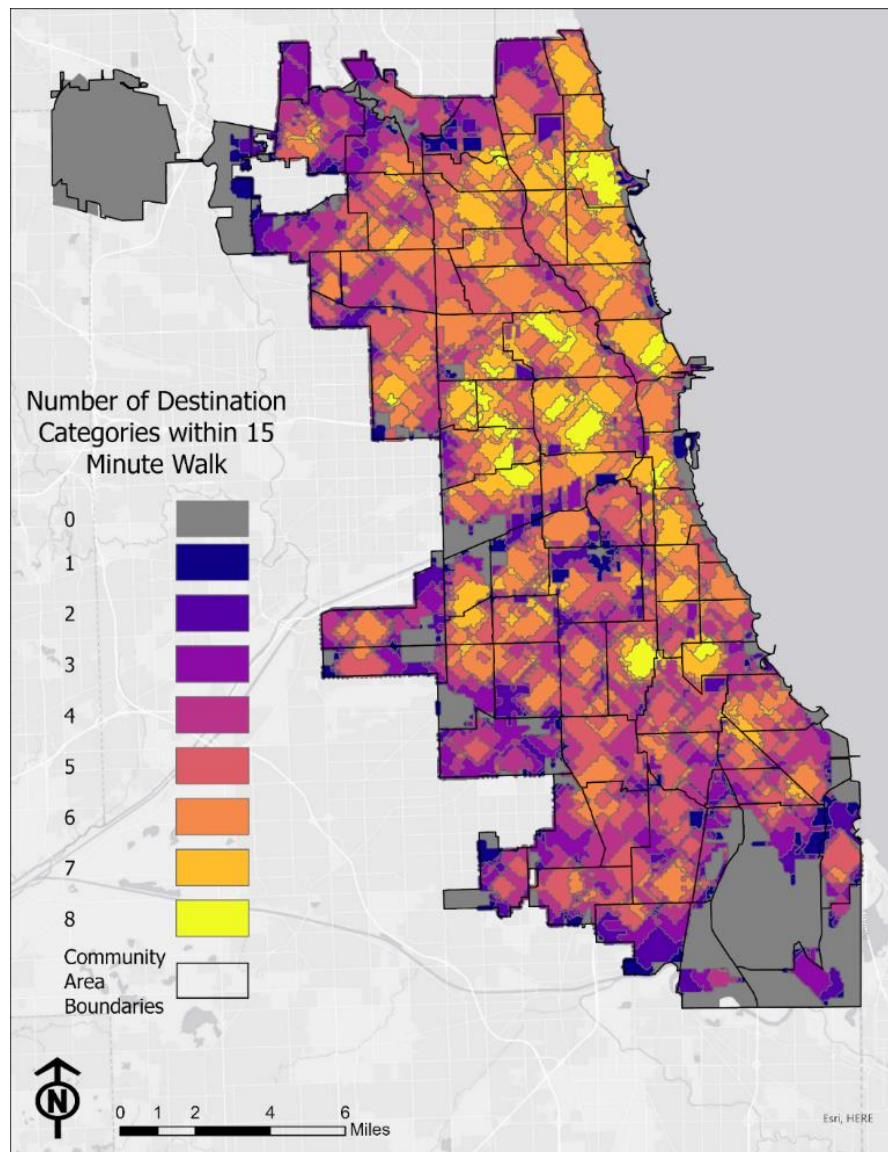 Number of Destination
Categories within 15
Minute Walk
0
1
2
3
4
5
6
7
8
Community
Area
Boundaries
N
0 1 2 4 6
Miles
Esri, HERE